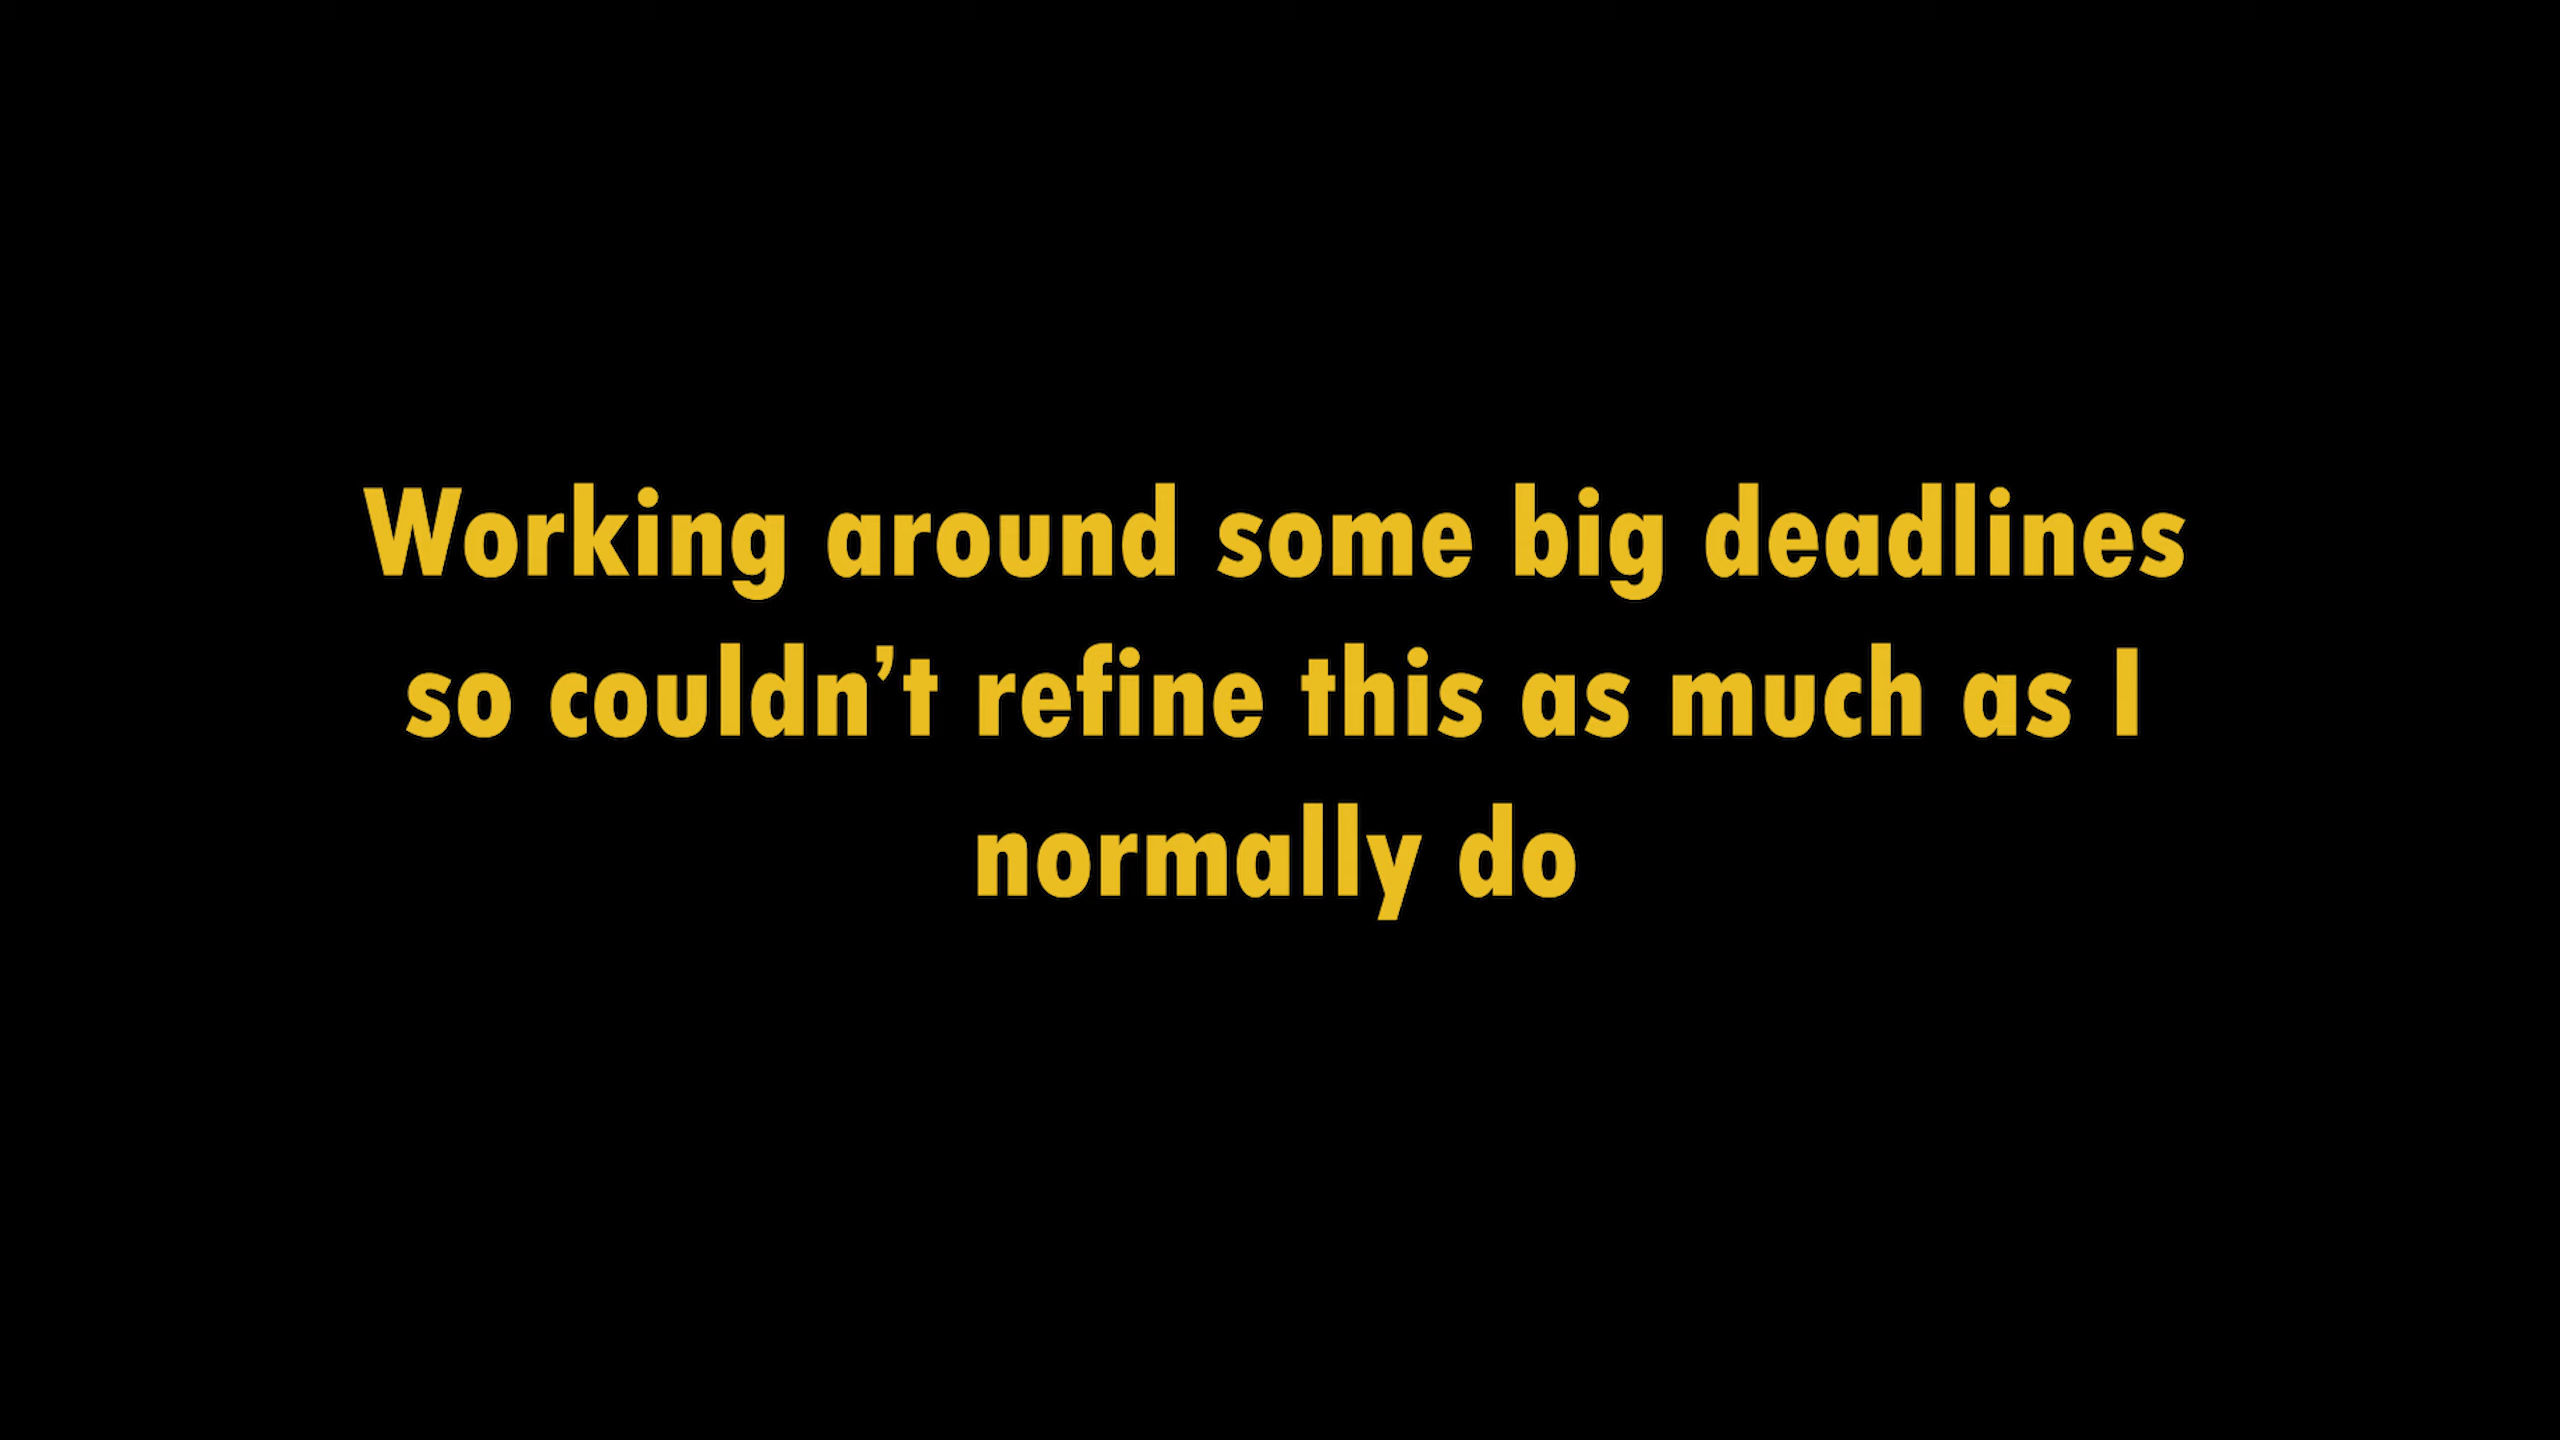 Working around some big deadlines
so couldn’t refine this as much as I
normally do